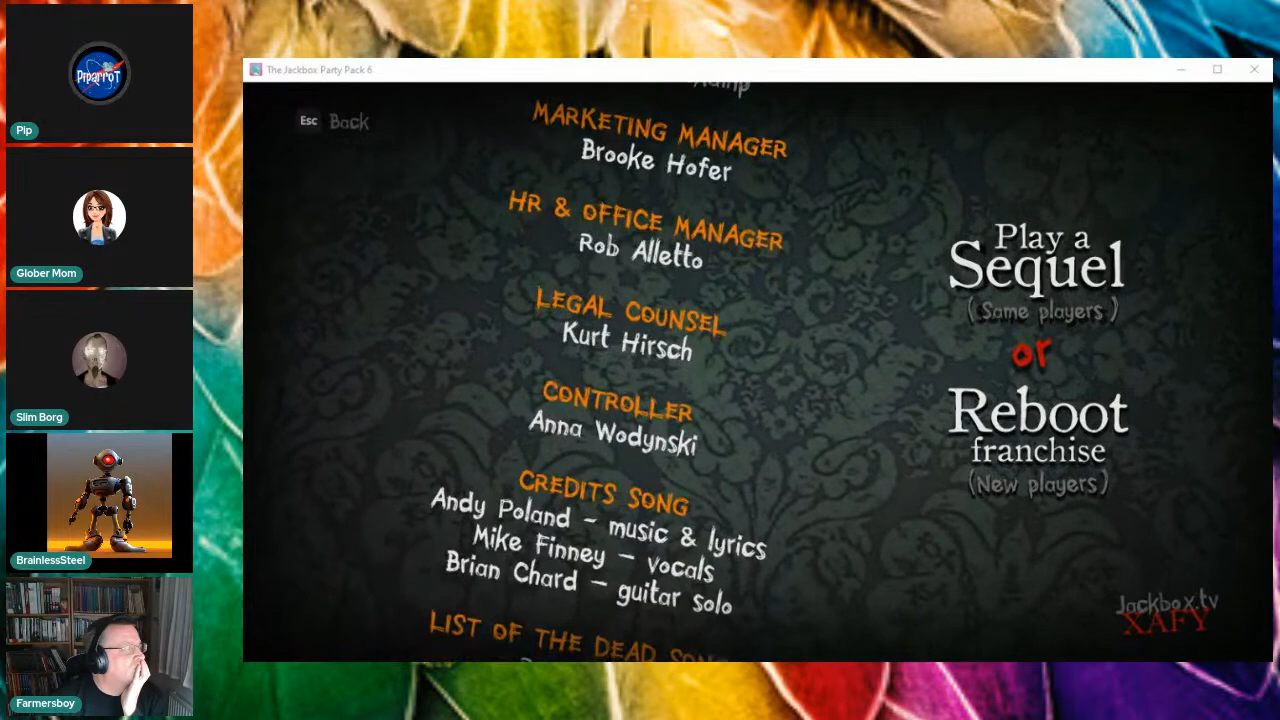 PiparroT
Pip
Glober Mom
Slim Borg
BrainlessSteel
Farmersboy
The Jackbox Party Pack 6
Esc Back
MARKETING MANAGER
Brooke Hofer
HR & OFFICE MANAGER
Rob Alletto
LEGAL COUNSEL
Kurt Hirsch
CONTROLLER
Anna Wodynski
CREDITS SONG
Andy Poland – music & lyrics
Mike Finney – vocals
Brian Chard – guitar solo
LIST OF THE DEAD
Play a
Sequel
(Same players)
or
Reboot
franchise
(New players)
Jackbox.tv
XAFY